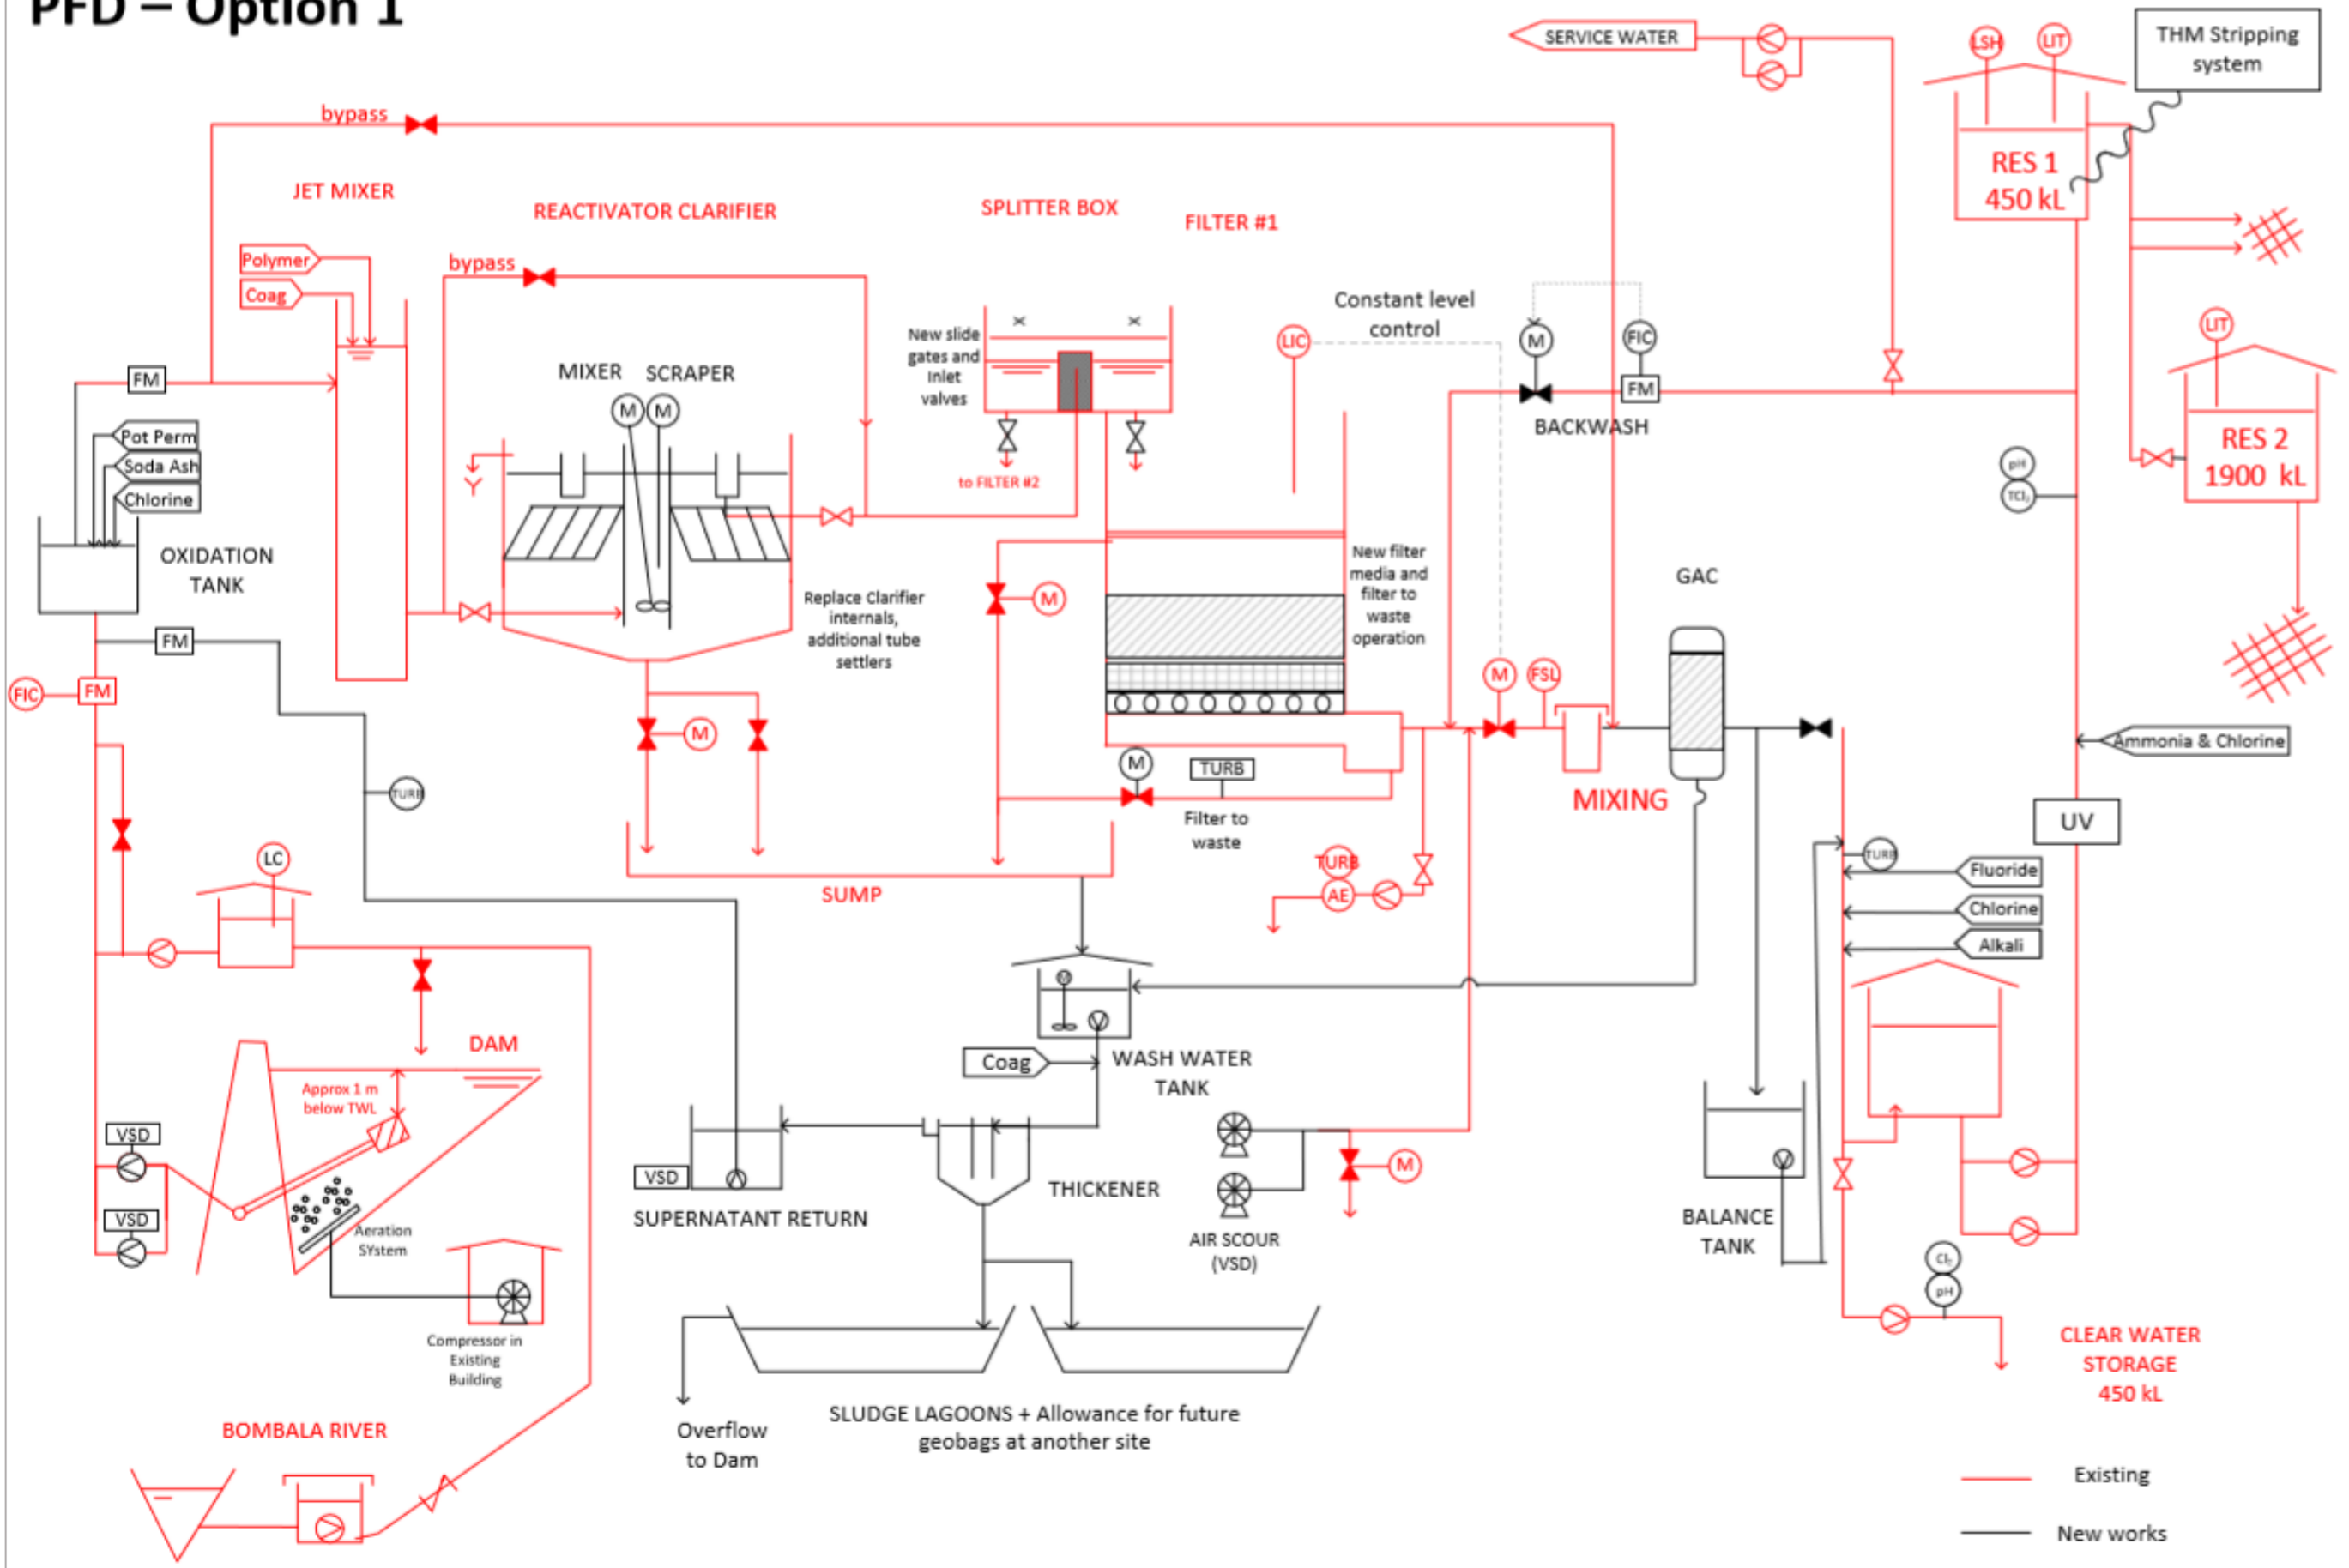 PFD – Option 1
SERVICE WATER
LSH
LIT
THM Stripping
system
bypass
RES 1
450 kL
JET MIXER
REACTIVATOR CLARIFIER
SPLITTER BOX
FILTER #1
Polymer
Coag
bypass
New slide
gates and
Inlet
valves
Constant level
control
LIC
M
FIC
LIT
MIXER
SCRAPER
M
M
FM
FM
BACKWASH
RES 2
1900 kL
Pot Perm
Soda Ash
Chlorine
to FILTER #2
pH
TCl₂
OXIDATION
TANK
New filter
media and
filter to
waste
operation
GAC
Replace Clarifier
internals,
additional tube
settlers
M
FM
FIC
FM
M
FSL
M
M
TURB
Ammonia & Chlorine
MIXING
TURB
Filter to
waste
UV
LC
TURB
AE
TURB
Fluoride
Chlorine
Alkali
SUMP
M
DAM
Approx 1 m
below TWL
Coag
WASH WATER
TANK
VSD
VSD
VSD
M
THICKENER
SUPERNATANT RETURN
AIR SCOUR
(VSD)
BALANCE
TANK
Aeration
SYstem
Cl₂
pH
Compressor in
Existing
Building
CLEAR WATER
STORAGE
450 kL
Overflow
to Dam
SLUDGE LAGOONS + Allowance for future
geobags at another site
BOMBALA RIVER
Existing
New works